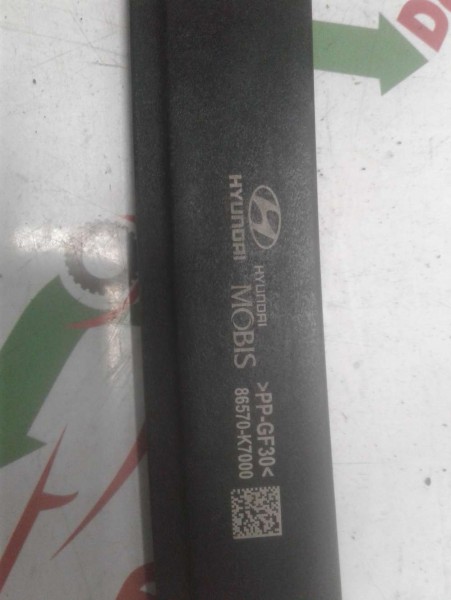 HYUNDAI
HYUNDAI
MOBIS
>PP-GF30<
86570-K7000